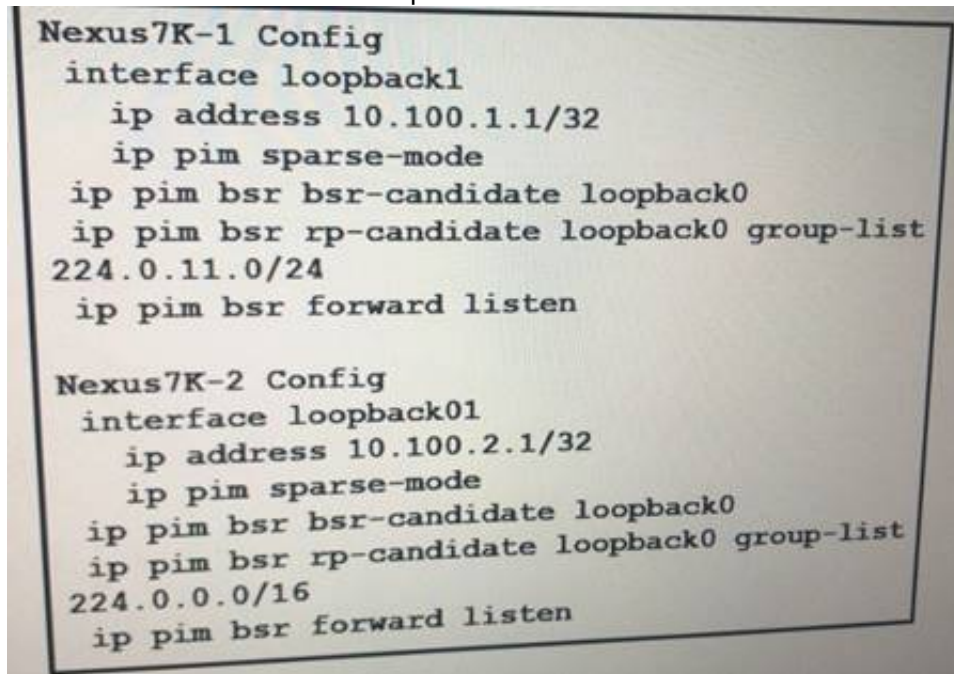 Nexus7K-1 Config
interface loopback1
ip address 10.100.1.1/32
ip pim sparse-mode
ip pim bsr bsr-candidate loopback0
ip pim bsr rp-candidate loopback0 group-list
224.0.11.0/24
ip pim bsr forward listen
Nexus7K-2 Config
interface loopback01
ip address 10.100.2.1/32
ip pim sparse-mode
ip pim bsr bsr-candidate loopback0
ip pim bsr rp-candidate loopback0 group-list
224.0.0.0/16
ip pim bsr forward listen